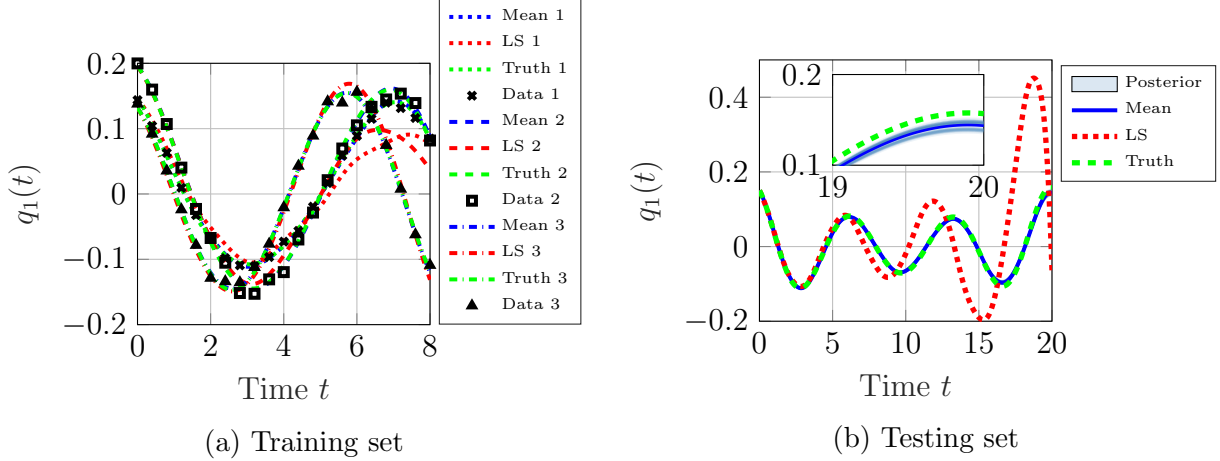 0.2
0.1
0
−0.1
−0.2
0
2
4
6
8
q1(t)
Time t
Mean 1
LS 1
Truth 1
Data 1
Mean 2
LS 2
Truth 2
Data 2
Mean 3
LS 3
Truth 3
Data 3
(a) Training set
0.4
0.2
0
−0.2
0
5
10
15
20
q1(t)
Time t
0.2
0.1
19
20
Posterior
Mean
LS
Truth
(b) Testing set